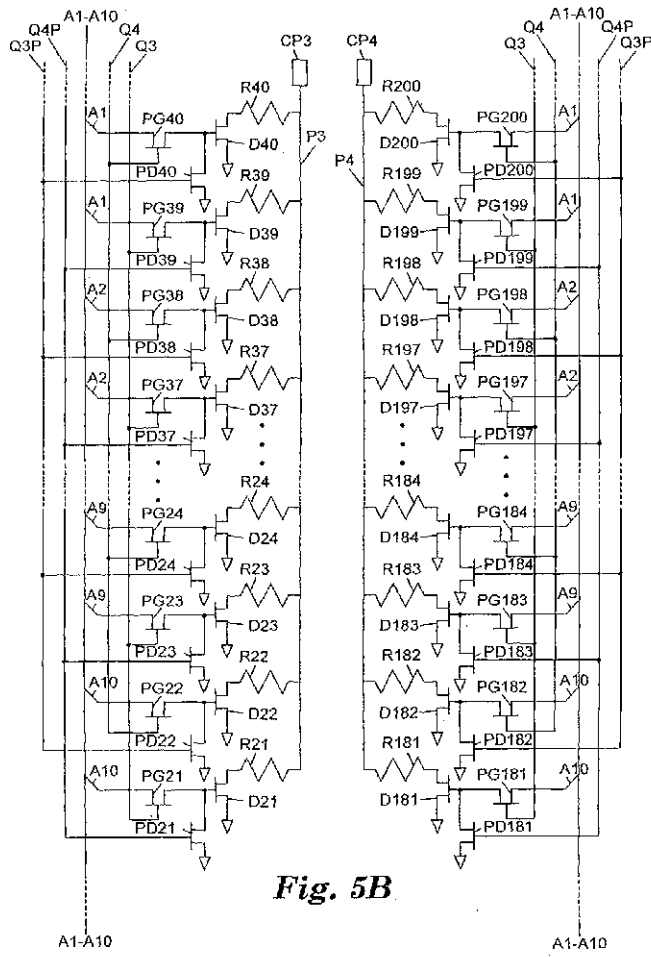 A1-A10
Q4P Q4
Q3P Q3
CP3 CP4
A1-A10
Q4 Q4P
Q3 Q3P
A1 PG40 R40 D40 PD40
P3
R200 D200 PG200 PD200 A1
P4
A1 PG39 R39 D39 PD39
R199 D199 PG199 PD199 A1
A2 PG38 R38 D38 PD38
R198 D198 PG198 PD198 A2
A2 PG37 R37 D37 PD37
R197 D197 PG197 PD197 A2
A9 PG24 R24 D24 PD24
R184 D184 PG184 PD184 A9
A9 PG23 R23 D23 PD23
R183 D183 PG183 PD183 A9
A10 PG22 R22 D22 PD22
R182 D182 PG182 PD182 A10
A10 PG21 R21 D21 PD21
R181 D181 PG181 PD181 A10
Fig. 5B
A1-A10 A1-A10